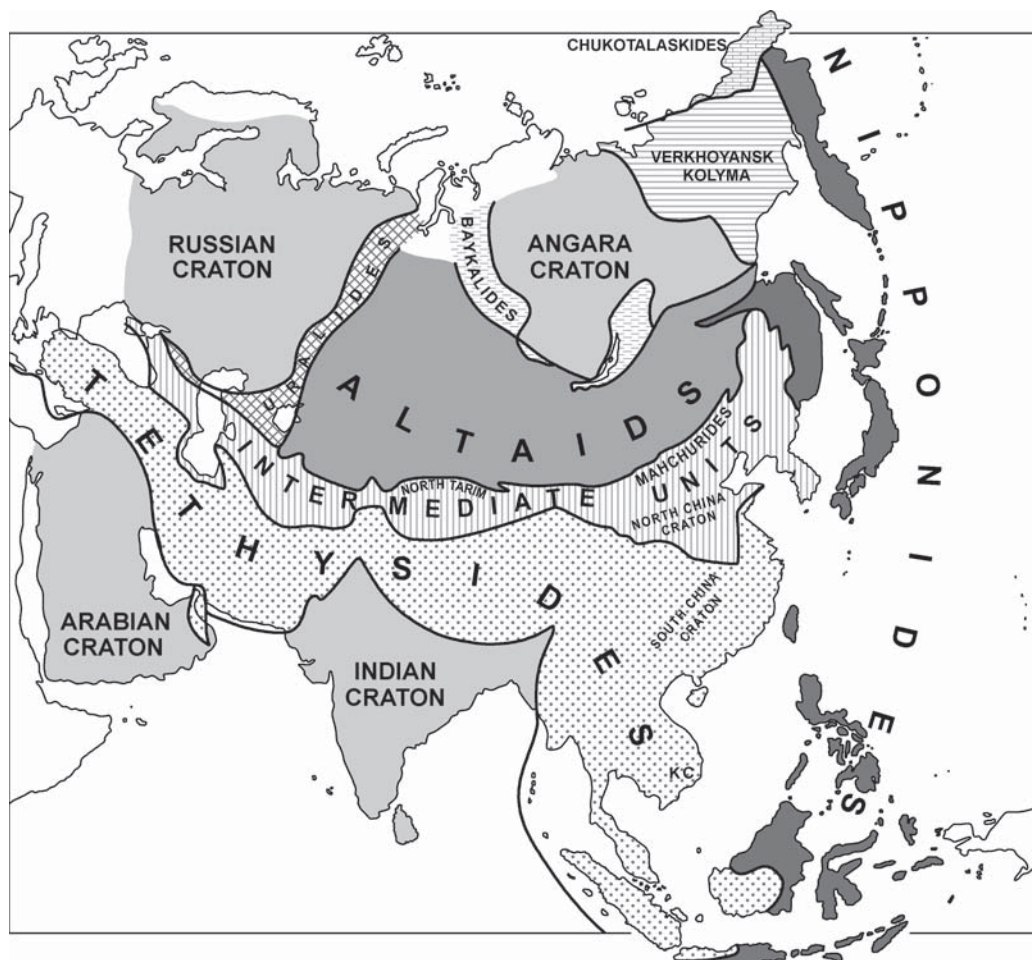 CHUKOTALASKIDES
NIPPONIDES
VERKHOYANSK
KOLYMA
RUSSIAN
CRATON
URALIDES
BAYKALIDES
ANGARA
CRATON
ALTAIDS
TETHYSIDES
INTERMEDIATE UNITS
NORTH TARIM
MAHCHURIDES
NORTH CHINA
CRATON
SOUTH CHINA
CRATON
ARABIAN
CRATON
INDIAN
CRATON
KC